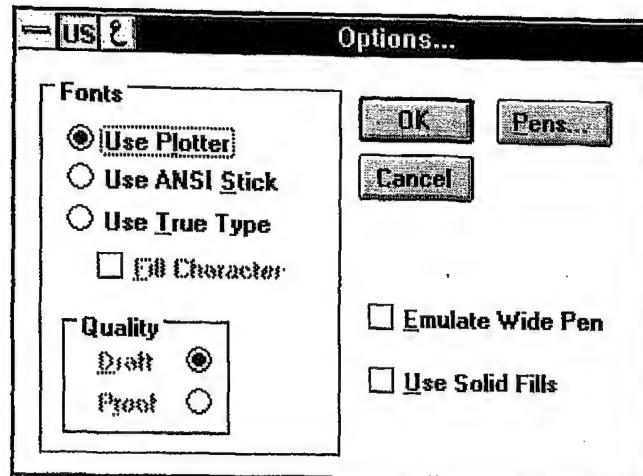 US Options...
Fonts
Use Plotter
Use ANSI Stick
Use True Type
Fill Character
Quality
Draft
Proof
OK
Pens...
Cancel
Emulate Wide Pen
Use Solid Fills